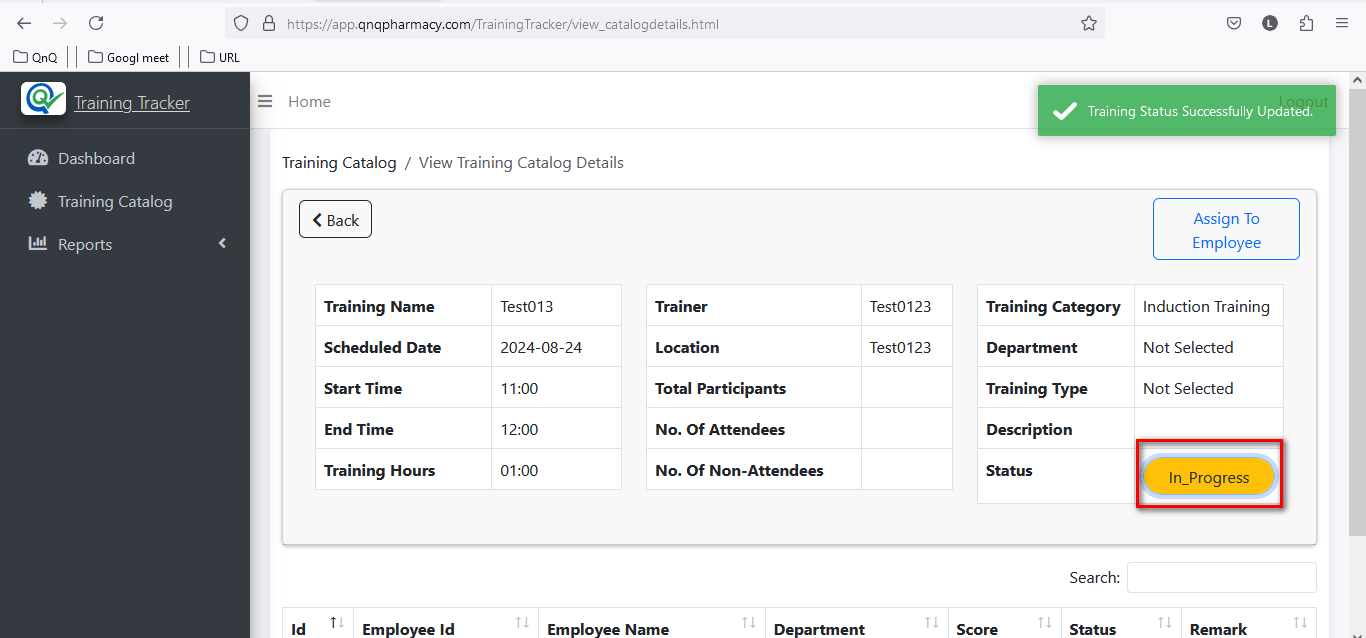 https://app.qnqpharmacy.com/TrainingTracker/view_catalogdetails.html
L
QnQ
Googl meet
URL
Training Tracker
Home
Logout
Training Status Successfully Updated.
Dashboard
Training Catalog
Reports
Training Catalog / View Training Catalog Details
Back
Assign To
Employee
Training Name Test013
Scheduled Date 2024-08-24
Start Time 11:00
End Time 12:00
Training Hours 01:00
Trainer Test0123
Location Test0123
Total Participants
No. Of Attendees
No. Of Non-Attendees
Training Category Induction Training
Department Not Selected
Training Type Not Selected
Description
Status In_Progress
Search:
Id Employee Id Employee Name Department Score Status Remark